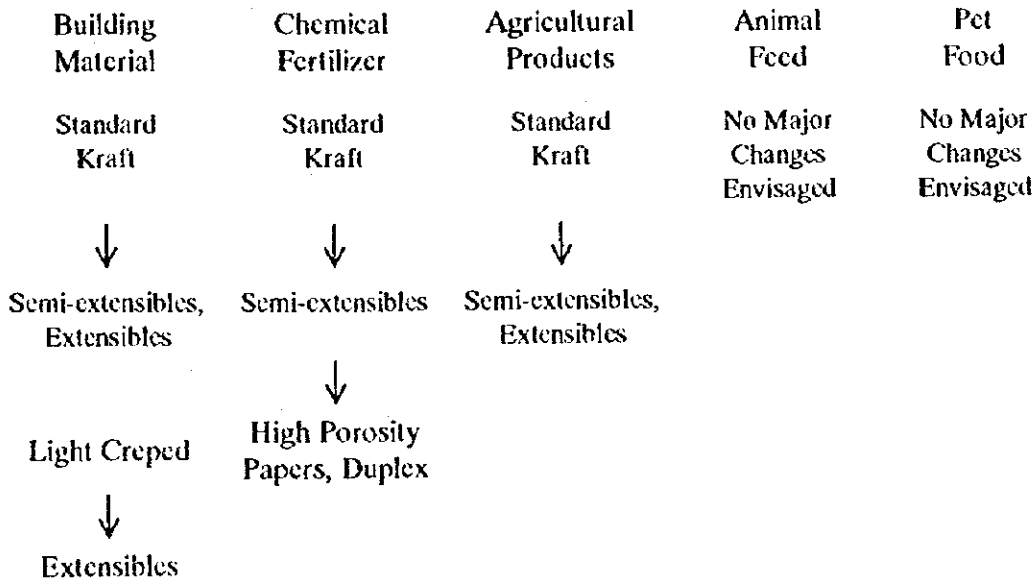 Building Material
Chemical Fertilizer
Agricultural Products
Animal Feed
Pet Food
Standard Kraft
Standard Kraft
Standard Kraft
No Major Changes Envisaged
No Major Changes Envisaged
Semi-extensibles, Extensibles
Semi-extensibles
Semi-extensibles, Extensibles
Light Creped
High Porosity Papers, Duplex
Extensibles